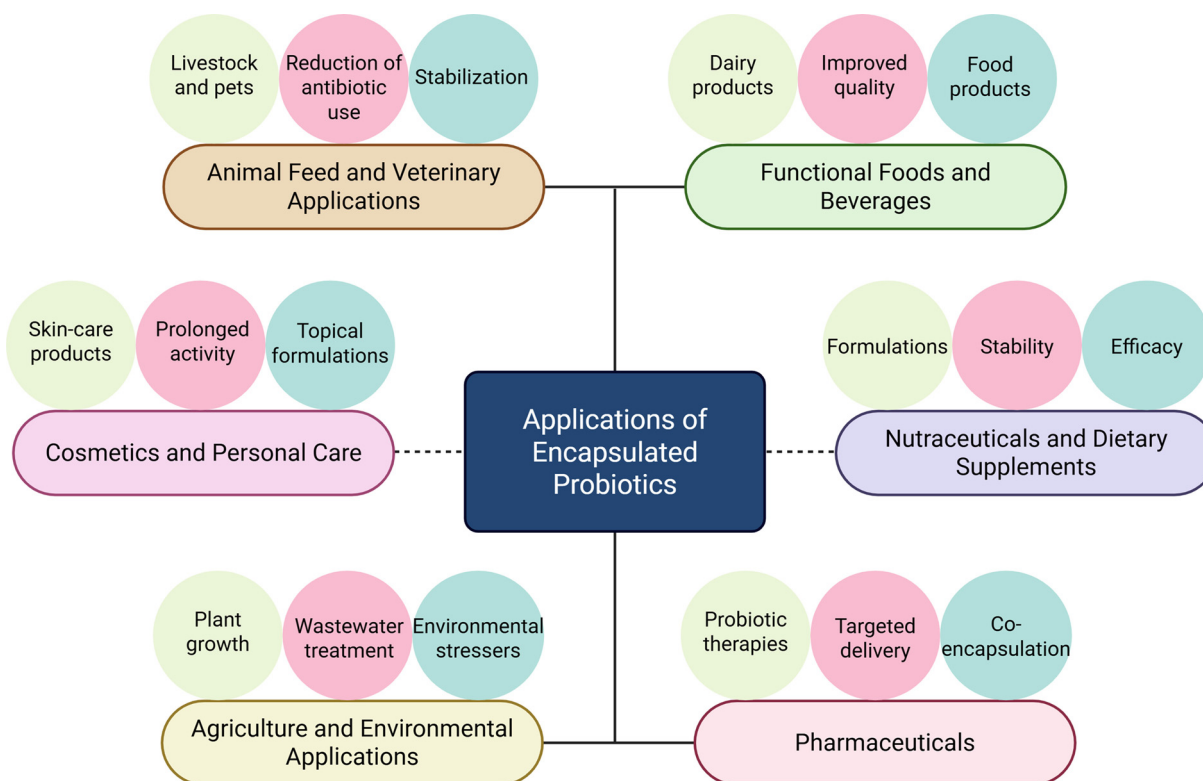 Livestock
and pets
Reduction of
antibiotic
use
Stabilization
Animal Feed and Veterinary
Applications
Dairy
products
Improved
quality
Food
products
Functional Foods and
Beverages
Skin-care
products
Prolonged
activity
Topical
formulations
Cosmetics and Personal Care
Applications of
Encapsulated
Probiotics
Formulations
Stability
Efficacy
Nutraceuticals and Dietary
Supplements
Plant
growth
Wastewater
treatment
Environmental
stressers
Agriculture and Environmental
Applications
Probiotic
therapies
Targeted
delivery
Co-
encapsulation
Pharmaceuticals